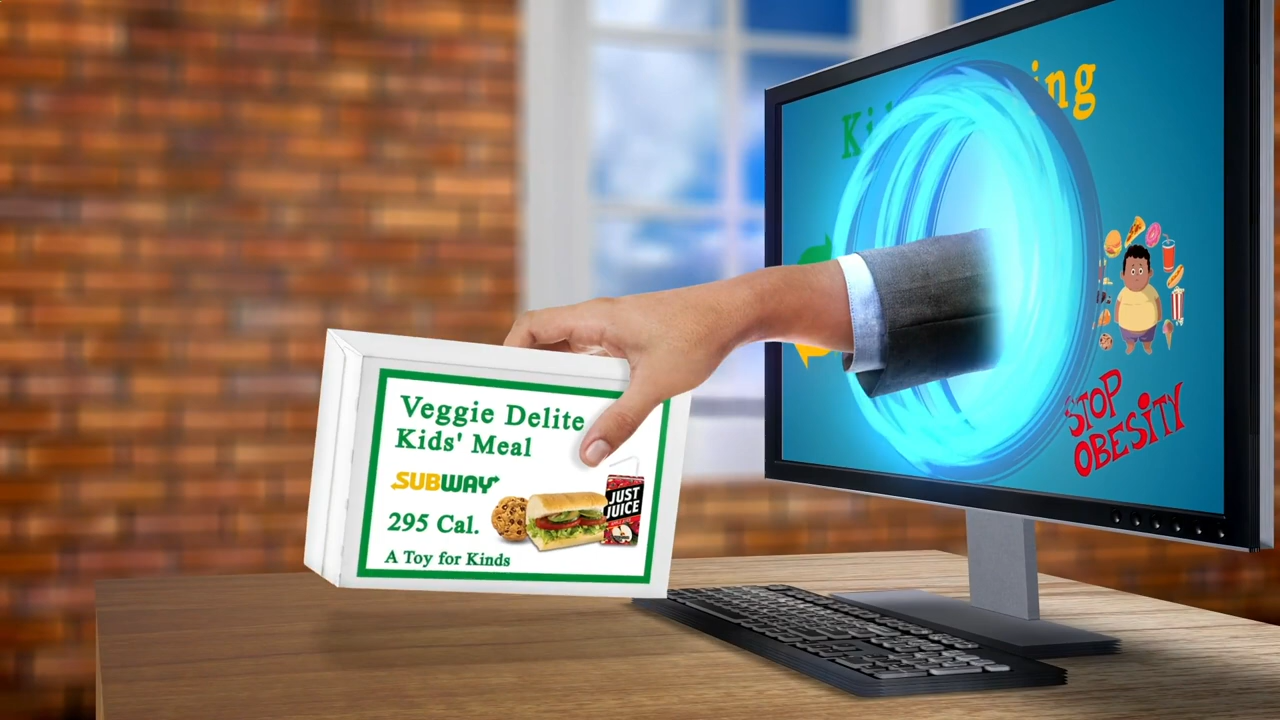 Veggie Delite
Kids' Meal
SUBWAY
295 Cal.
A Toy for Kinds
JUST
JUICE
STOP
OBESITY